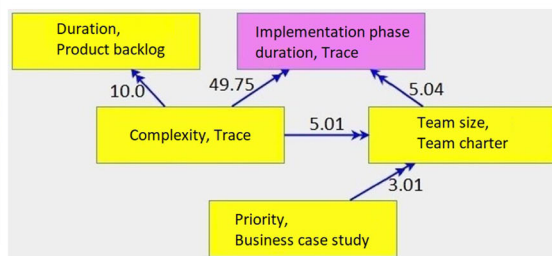 Duration,
Product backlog
Implementation phase
duration, Trace
10.0
49.75
5.04
Complexity, Trace
5.01
Team size,
Team charter
3.01
Priority,
Business case study